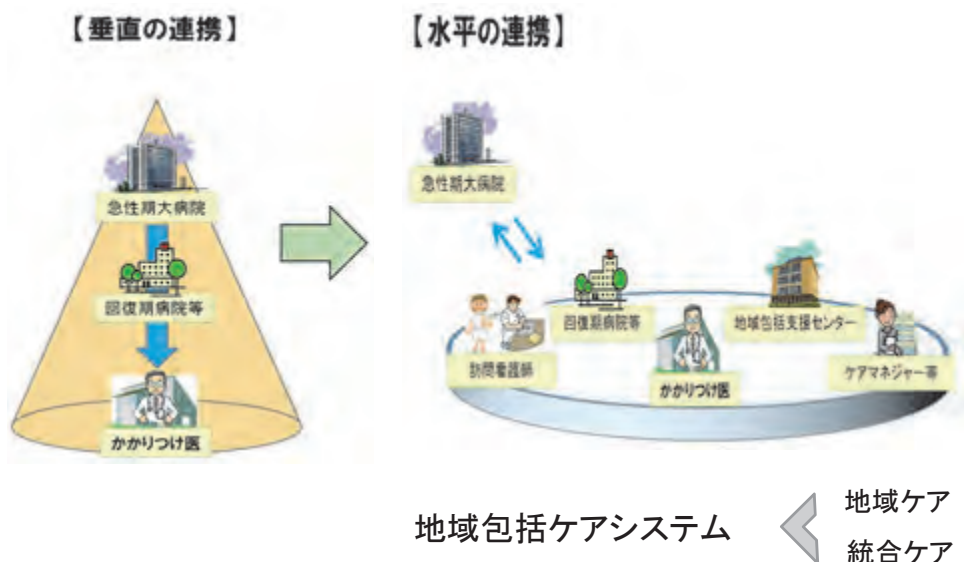 【垂直の連携】
急性期大病院
回復期病院等
かかりつけ医
【水平の連携】
急性期大病院
回復期病院等
地域包括支援センター
訪問看護師
かかりつけ医
ケアマネジャー等
地域包括ケアシステム
地域ケア
統合ケア